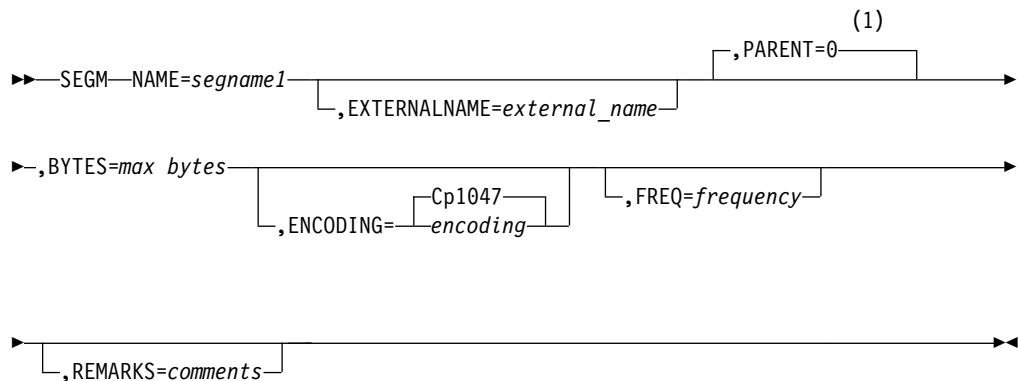 (1)
,PARENT=0
SEGM NAME=segname1
,EXTERNALNAME=external_name
,BYTES=max bytes
Cp1047
,ENCODING= encoding
,FREQ=frequency
,REMARKS=comments